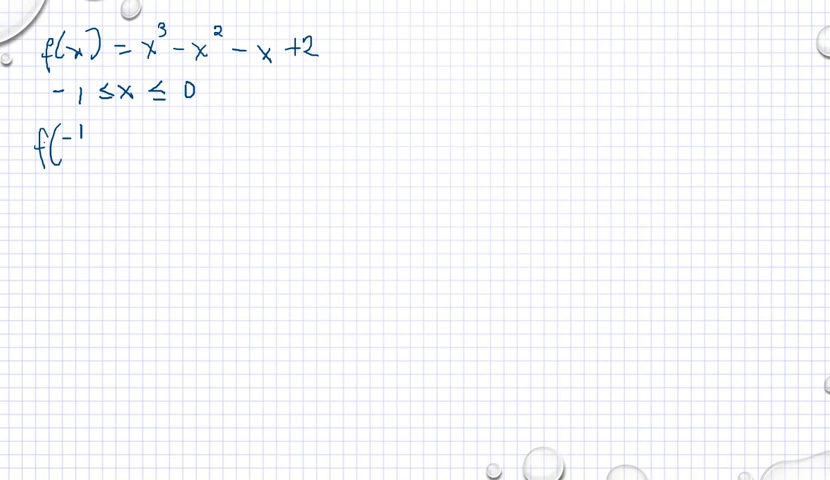 f(x) = x³ - x² - x + 2
-1 ≤ x ≤ 0
f(-1